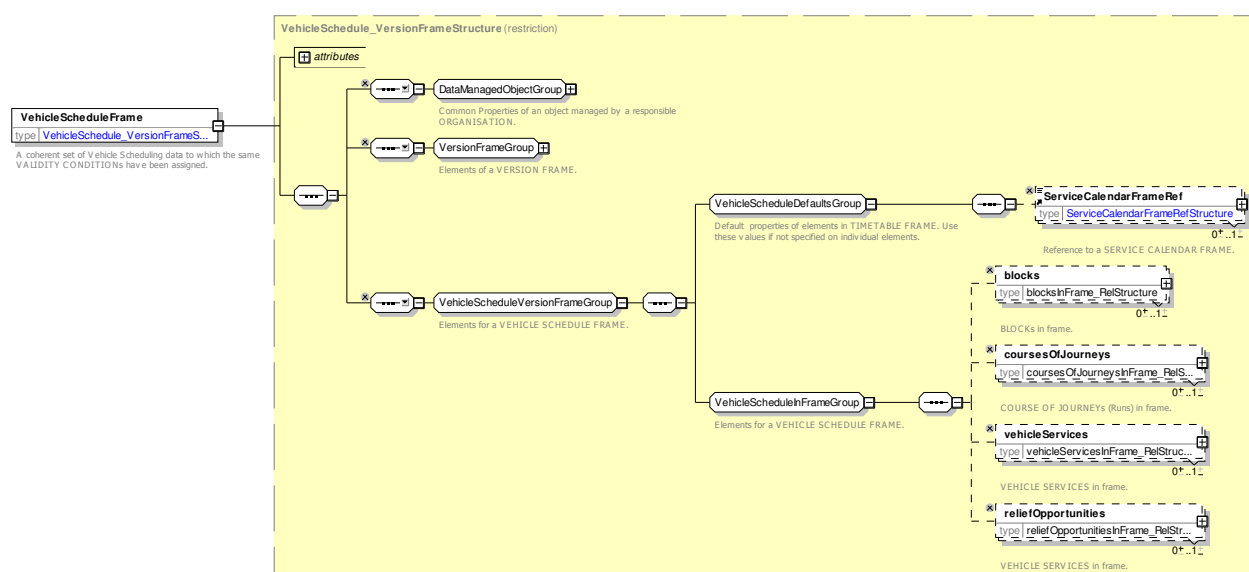 VehicleSchedule_VersionFrameStructure (restriction)
attributes
DataManagedObjectGroup
Common Properties of an object managed by a responsible
ORGANISATION.
VehicleScheduleFrame
type VehicleSchedule_VersionFrameS...
A coherent set of Vehicle Scheduling data to which the same
VALIDITY CONDITIONs have been assigned.
VersionFrameGroup
Elements of a VERSION FRAME.
VehicleScheduleDefaultsGroup
Default properties of elements in TIMETABLE FRAME. Use
these values if not specified on individual elements.
ServiceCalendarFrameRef
type ServiceCalendarFrameRefStructure
0..1
Reference to a SERVICE CALENDAR FRAME.
VehicleScheduleVersionFrameGroup
Elements for a VEHICLE SCHEDULE FRAME.
blocks
type blocksInFrame_RelStructure
0..1
BLOCKs in frame.
coursesOfJourneys
type coursesOfJourneysInFrame_RelS...
0..1
COURSE OF JOURNEYs (Runs) in frame.
VehicleScheduleInFrameGroup
Elements for a VEHICLE SCHEDULE FRAME.
vehicleServices
type vehicleServicesInFrame_RelStruc...
0..1
VEHICLE SERVICES in frame.
reliefOpportunities
type reliefOpportunitiesInFrame_RelStr...
0..1
VEHICLE SERVICES in frame.